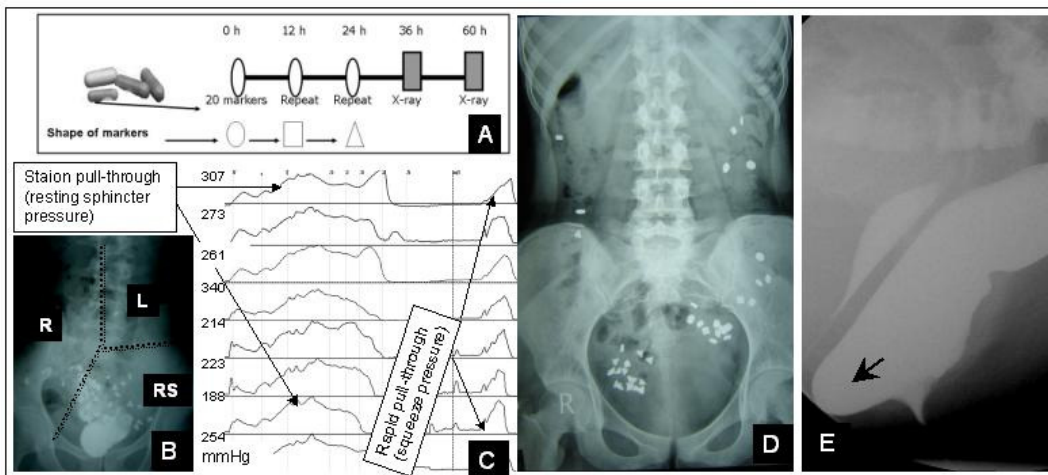 0 h 12 h 24 h 36 h 60 h
20 markers Repeat Repeat X-ray X-ray
Shape of markers
A
Staion pull-through
(resting sphincter
pressure)
R
L
RS
B
307
273
261
340
214
223
188
254
mmHg
Rspld pull-through
(squeeze pressure)
C
R
D
E